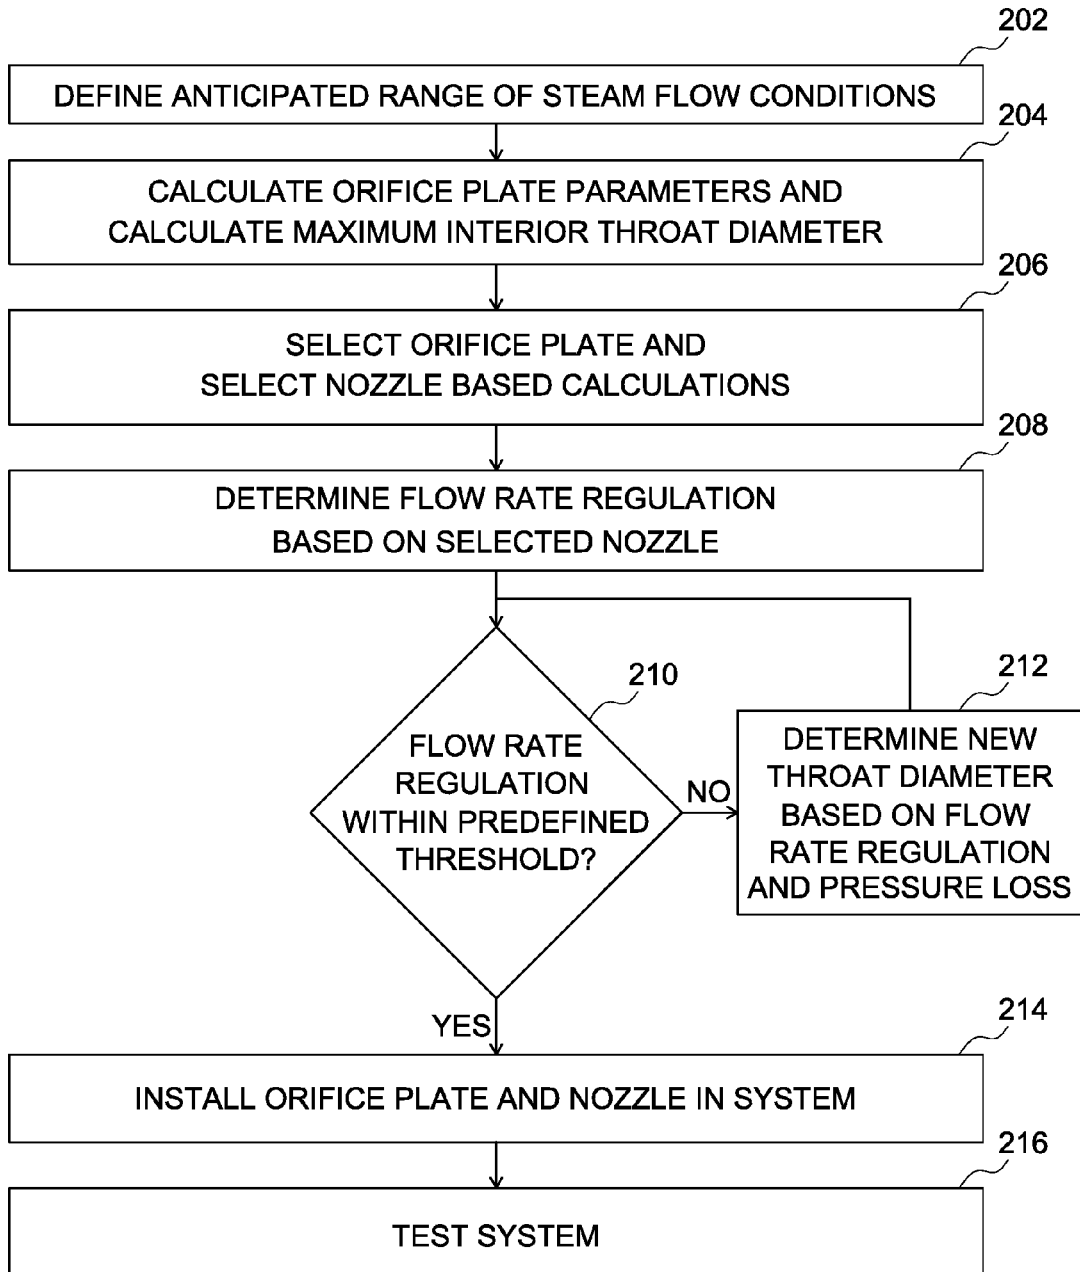 202
DEFINE ANTICIPATED RANGE OF STEAM FLOW CONDITIONS
204
CALCULATE ORIFICE PLATE PARAMETERS AND
CALCULATE MAXIMUM INTERIOR THROAT DIAMETER
206
SELECT ORIFICE PLATE AND
SELECT NOZZLE BASED CALCULATIONS
208
DETERMINE FLOW RATE REGULATION
BASED ON SELECTED NOZZLE
210
FLOW RATE
REGULATION
WITHIN PREDEFINED
THRESHOLD?
NO
212
DETERMINE NEW
THROAT DIAMETER
BASED ON FLOW
RATE REGULATION
AND PRESSURE LOSS
YES
214
INSTALL ORIFICE PLATE AND NOZZLE IN SYSTEM
216
TEST SYSTEM